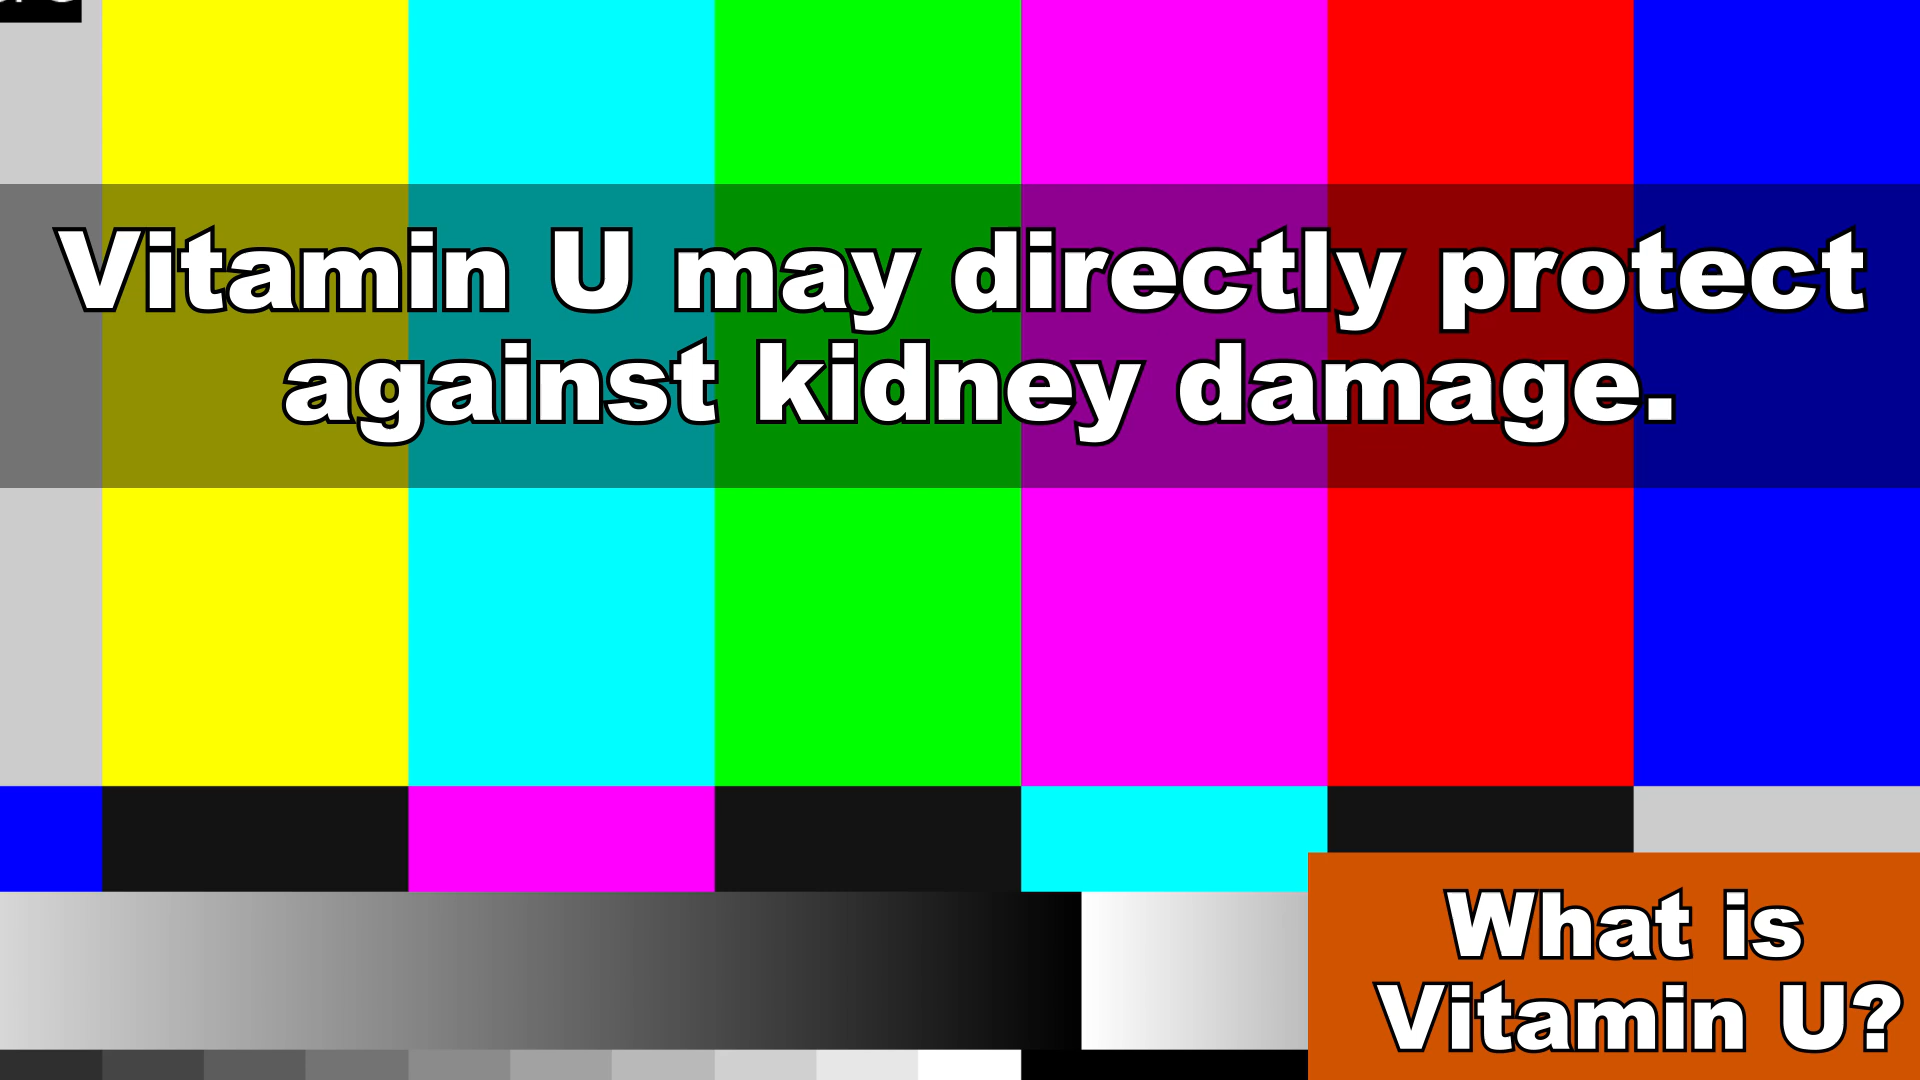 Vitamin U may directly protect
against kidney damage.
What is
Vitamin U?